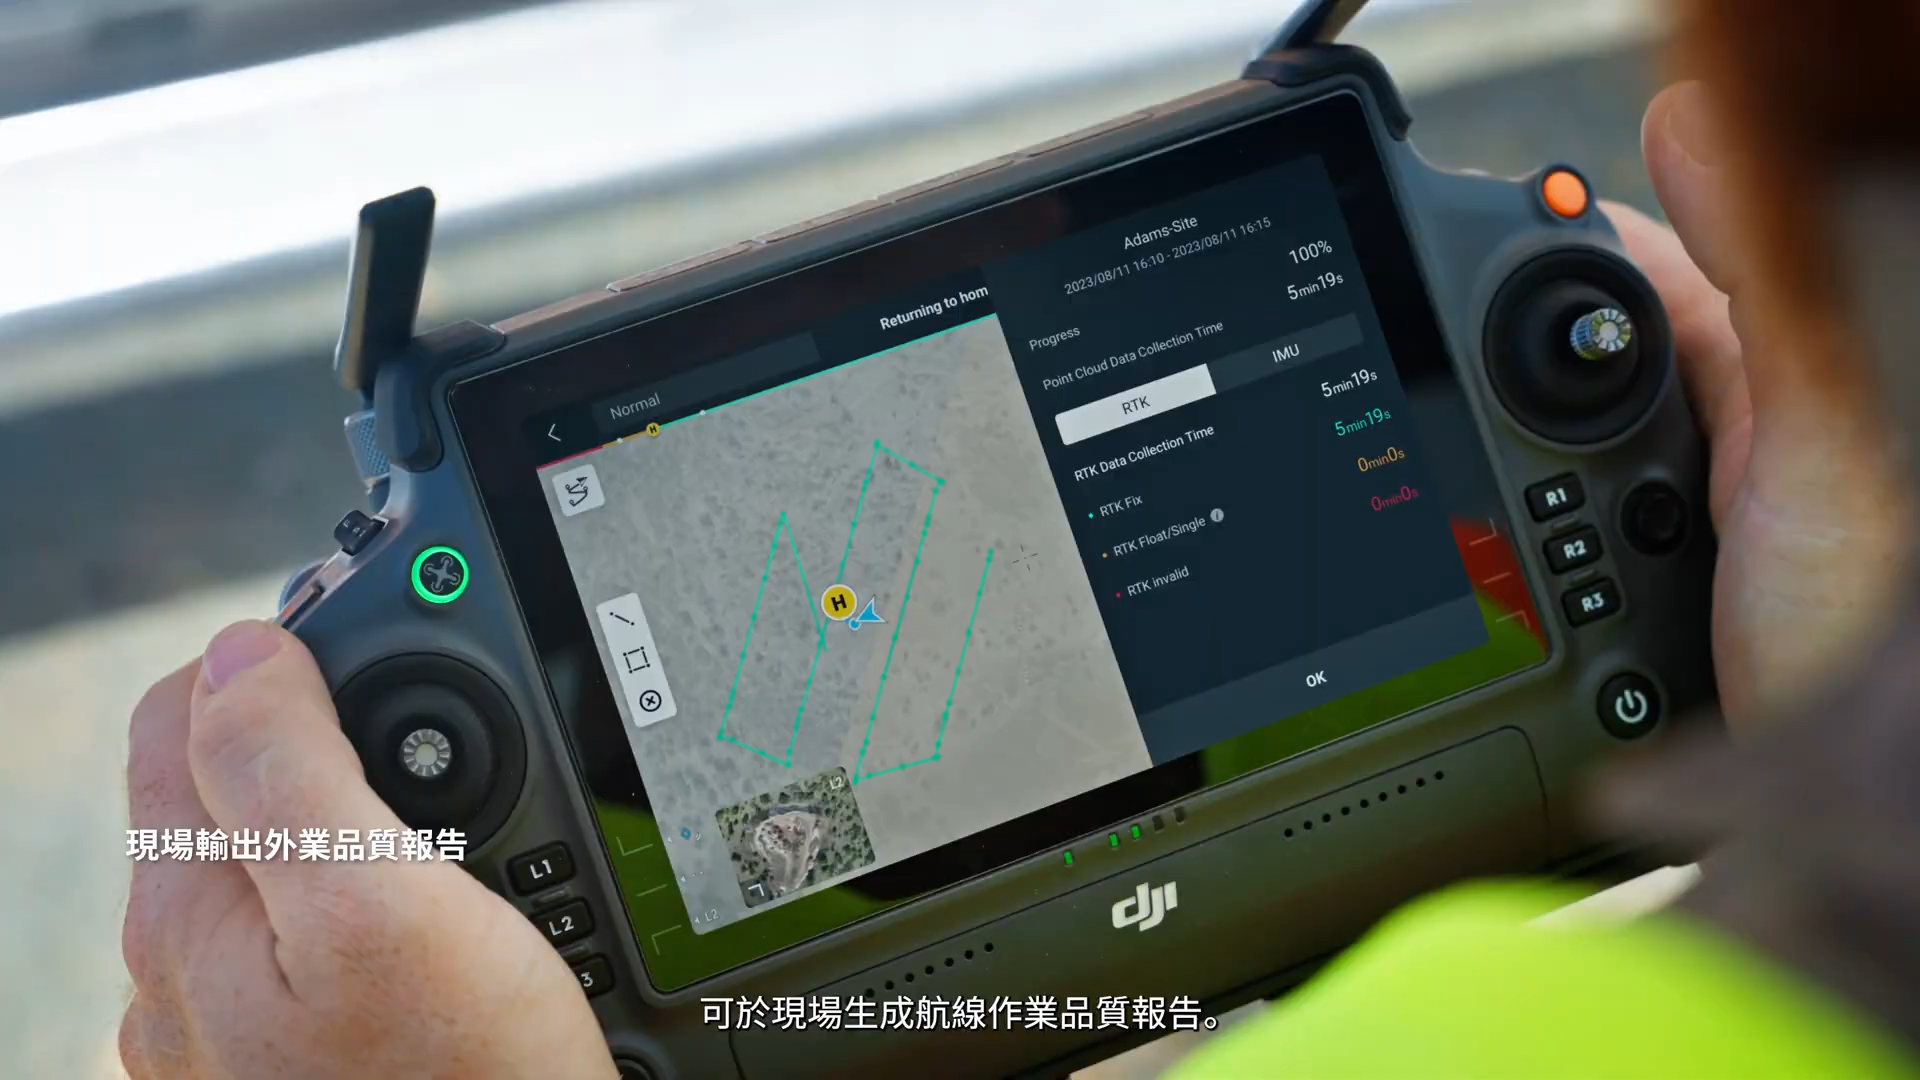 Adams-Site
2023/08/11 16:10 - 2023/08/11 16:15
Progress
100%
Point Cloud Data Collection Time
5min19s
RTK
IMU
RTK Data Collection Time
5min19s
RTK Fix
5min19s
RTK Float/Single
0min0s
RTK invalid
0min0s
OK
Returning to hom
Normal
H
H
L2
L2
R1
R2
R3
L1
L2
3
dji
現場輸出外業品質報告
可於現場生成航線作業品質報告。